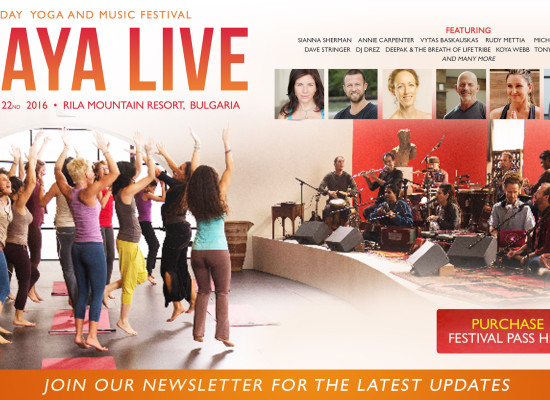 DAY YOGA AND MUSIC FESTIVAL
AYA LIVE
22ND 2016 • RILA MOUNTAIN RESORT, BULGARIA
FEATURING
SIANNA SHERMAN ANNIE CARPENTER VYTAS BASKAUSKAS RUDY METTIA MICH
DAVE STRINGER DJ DREZ DEEPAK & THE BREATH OF LIFE TRIBE KOYA WEBB TON
AND MANY MORE
PURCHASE
FESTIVAL PASS H
JOIN OUR NEWSLETTER FOR THE LATEST UPDATES